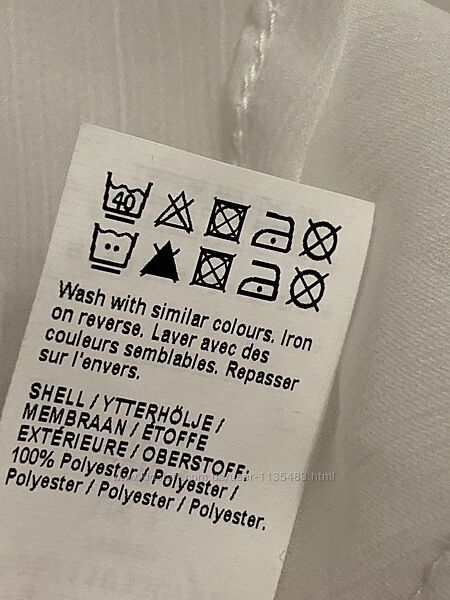 40
Wash with similar colours. Iron
on reverse. Laver avec des
couleurs semblables. Repasser
sur l'envers.
SHELL / YTTERHÖLJE /
MEMBRAAN / ÉTOFFE
EXTÉRIEURE / OBERSTOFF:
100% Polyester / Polyester /
Polyester / Polyester / Polyester.